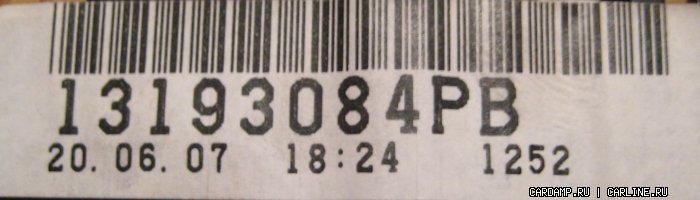 13193084PB
20.06.07 18:24 1252
CARDAMP.RU | CARLINE.RU